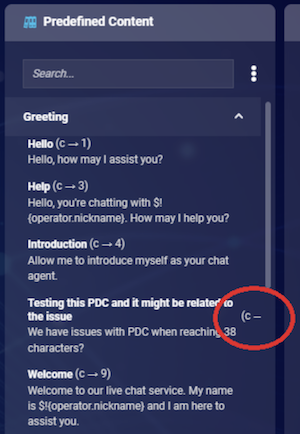 Predefined Content
Search...
Greeting
Hello (c → 1)
Hello, how may I assist you?
Help (c → 3)
Hello, you're chatting with $!
{operator.nickname}. How may I help you?
Introduction (c → 4)
Allow me to introduce myself as your chat
agent.
Testing this PDC and it might be related to
the issue (c –
We have issues with PDC when reaching 38
characters?
Welcome (c → 9)
Welcome to our live chat service. My name
is $!{operator.nickname} and I am here to
assist you.